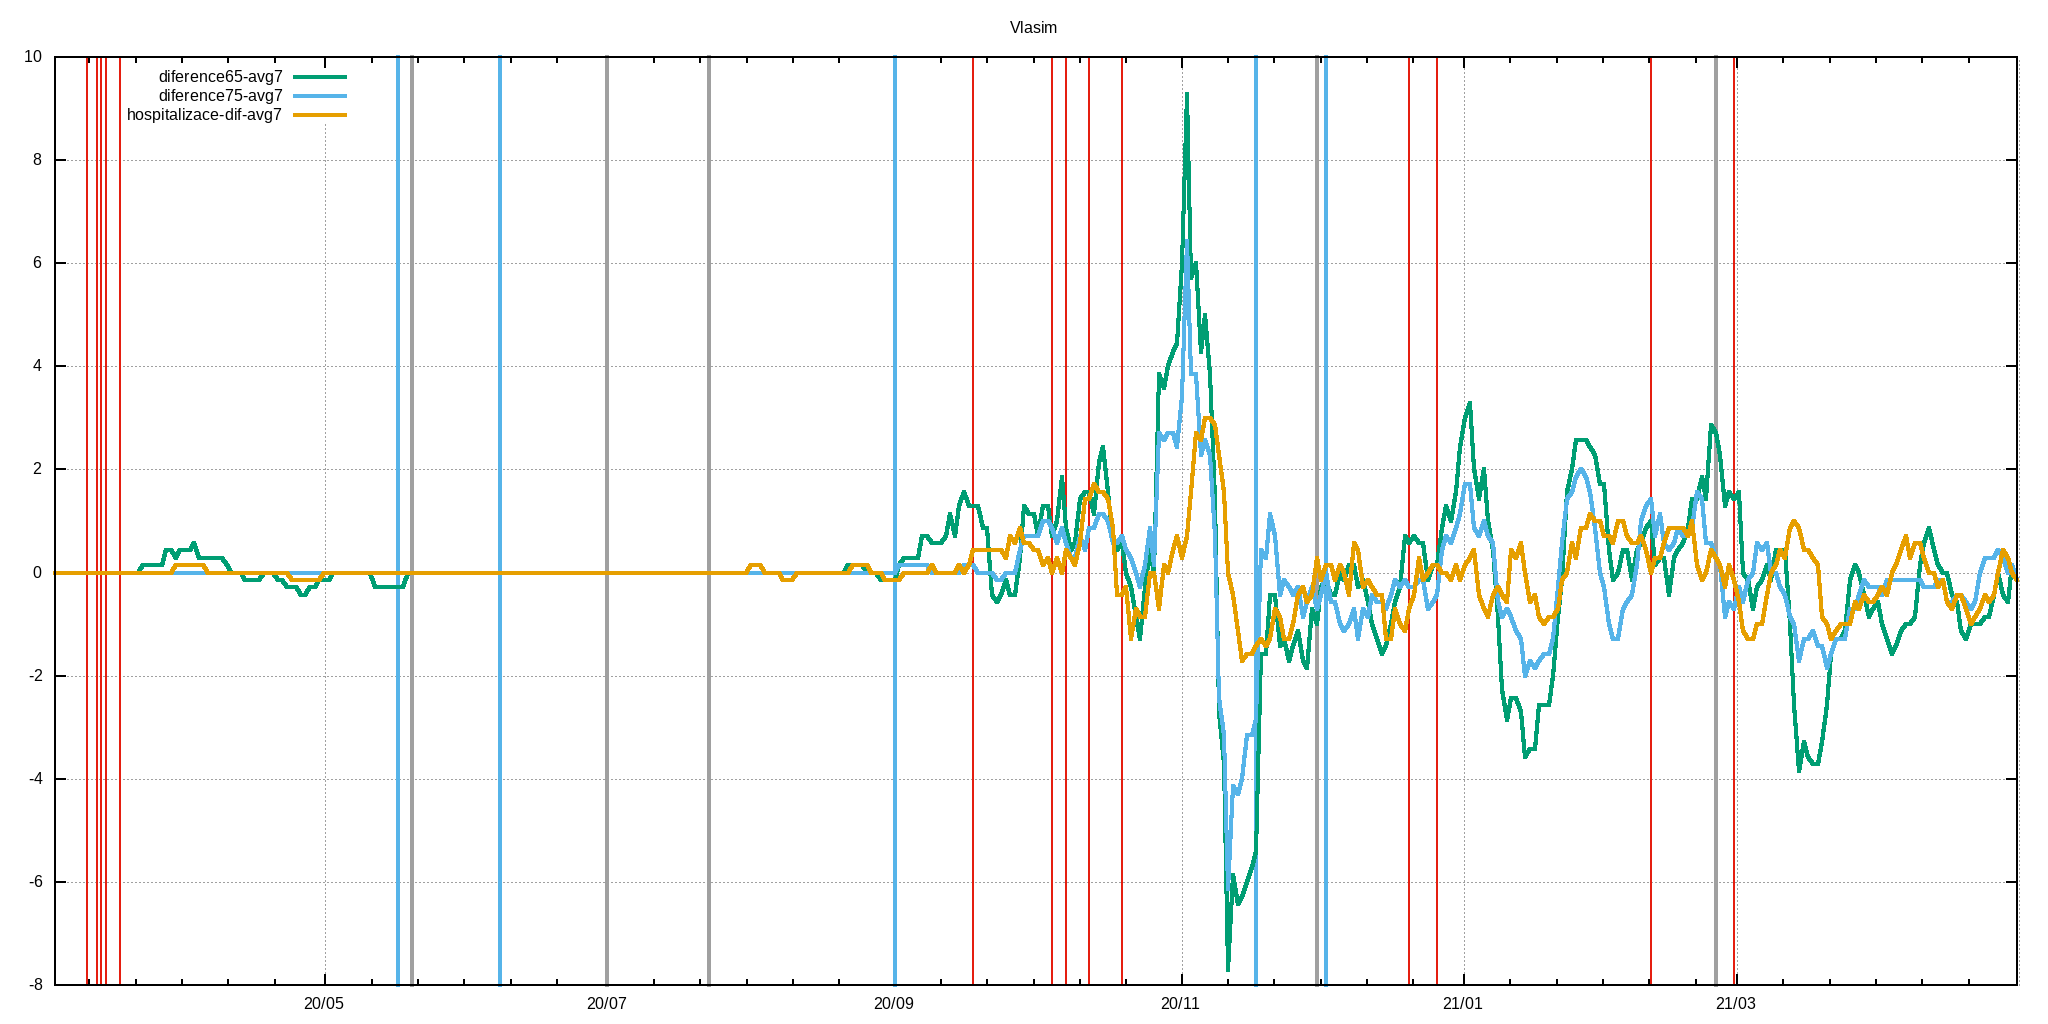 Vlasim
10
diference65-avg7
diference75-avg7
hospitalizace-dif-avg7
8
6
4
2
0
-2
-4
-6
-8
20/05 20/07 20/09 20/11 21/01 21/03